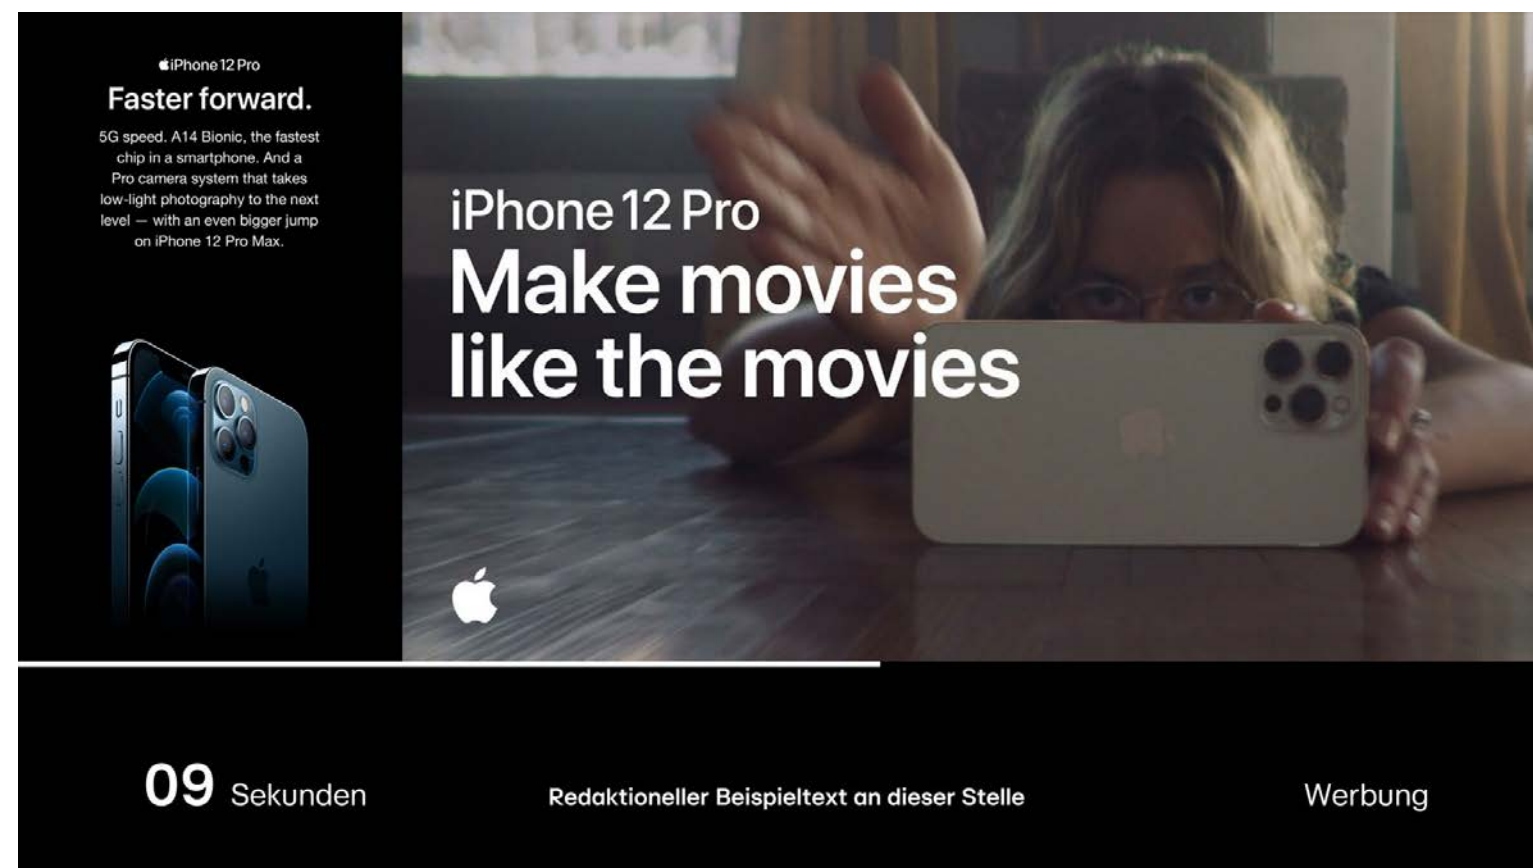 iPhone 12 Pro
Faster forward.
5G speed. A14 Bionic, the fastest
chip in a smartphone. And a
Pro camera system that takes
low-light photography to the next
level — with an even bigger jump
on iPhone 12 Pro Max.
iPhone 12 Pro
Make movies
like the movies
09 Sekunden
Redaktioneller Beispieltext an dieser Stelle
Werbung